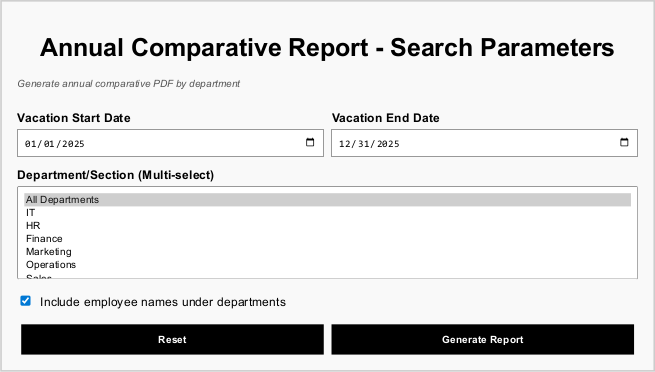 Annual Comparative Report - Search Parameters
Generate annual comparative PDF by department
Vacation Start Date
Vacation End Date
01/01/2025
12/31/2025
Department/Section (Multi-select)
All Departments
IT
HR
Finance
Marketing
Operations
Sales
Include employee names under departments
Reset
Generate Report